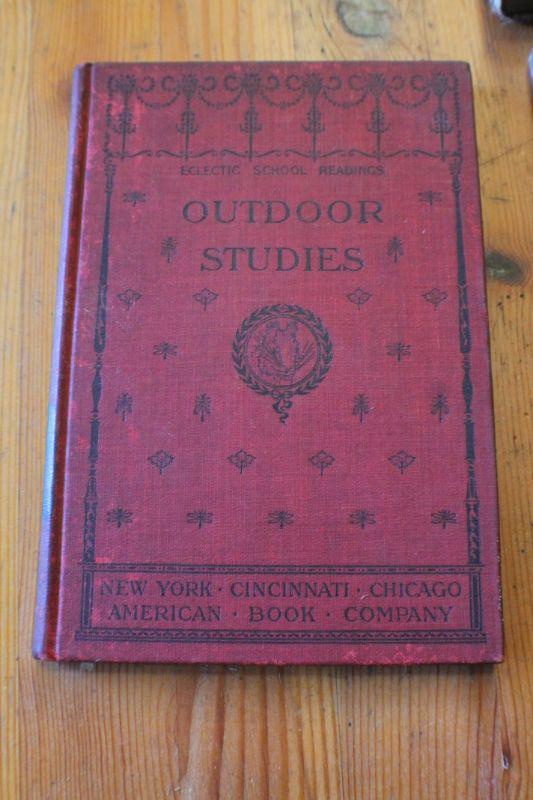 ECLECTIC SCHOOL READINGS
OUTDOOR
STUDIES
NEW YORK · CINCINNATI · CHICAGO
AMERICAN · BOOK · COMPANY